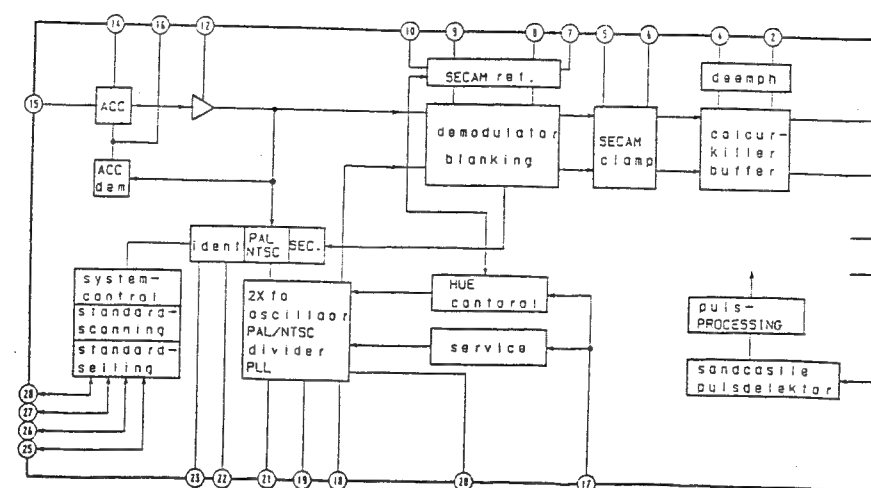 14
16
12
10
9
8
7
5
6
4
2
SECAM ref.
deemph
15
ACC
demodulator
blanking
SECAM
clamp
calcur-
killer
buffer
ACC
dem
ident
PAL
NTSC
SEC.
system-
control
standard-
scanning
standard-
seiling
2X fo
oscillaor
PAL/NTSC
divider
PLL
HUE
contoral
service
puls-
PROCESSING
sandcastle
pulsdelektor
28
27
26
25
23
22
21
19
18
20
17